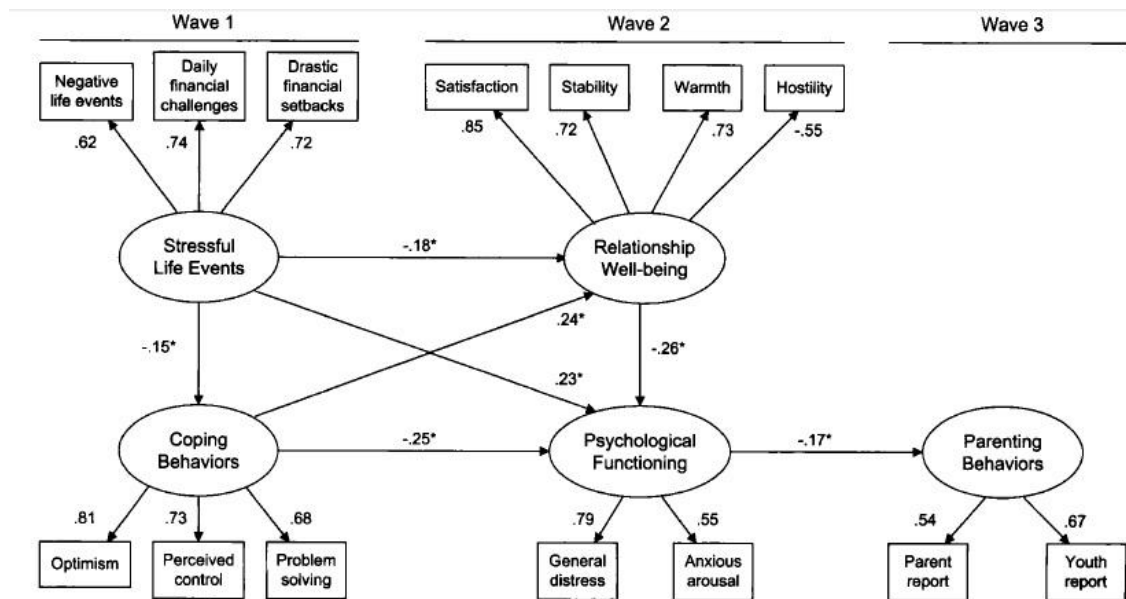 Wave 1
Wave 2
Wave 3
Negative
life events
Daily
financial
challenges
Drastic
financial
setbacks
Satisfaction
Stability
Warmth
Hostility
.62
.74
.72
.85
.72
.73
-.55
Stressful
Life Events
-.18*
Relationship
Well-being
-.15*
.24*
.23*
-.26*
Coping
Behaviors
-.25*
Psychological
Functioning
-.17*
Parenting
Behaviors
.81
.73
.68
.79
.55
.54
.67
Optimism
Perceived
control
Problem
solving
General
distress
Anxious
arousal
Parent
report
Youth
report